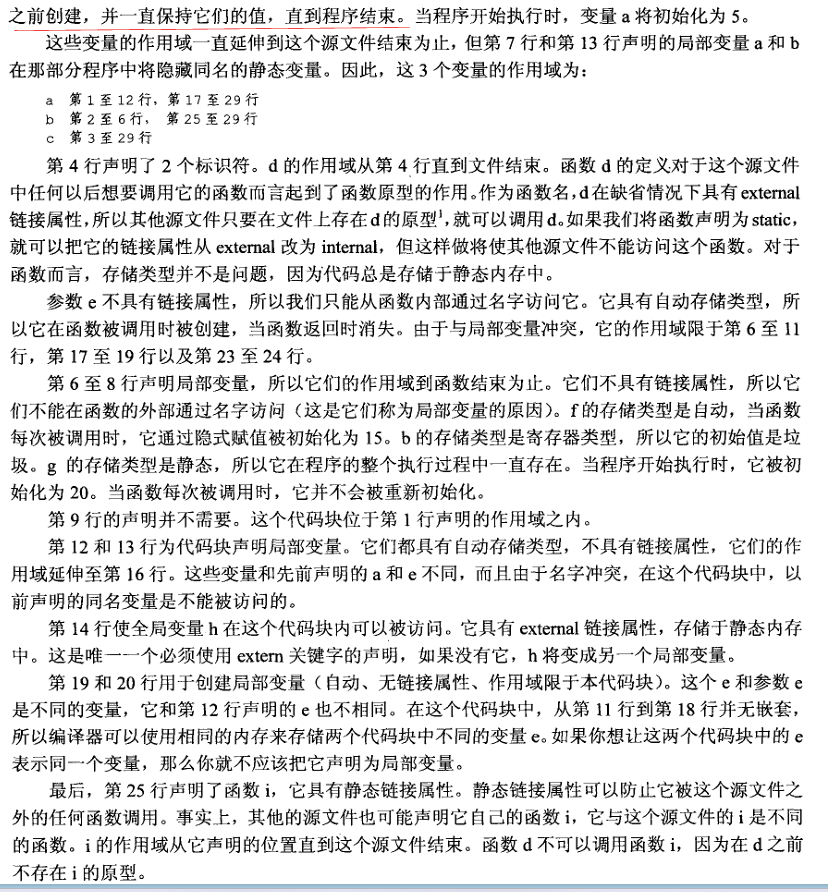 之前创建，并一直保持它们的值，直到程序结束。当程序开始执行时，变量 a 将初始化为 5。
这些变量的作用域一直延伸到这个源文件结束为止，但第 7 行和第 13 行声明的局部变量 a 和 b
在那部分程序中将隐藏同名的静态变量。因此，这 3 个变量的作用域为：
a 第 1 至 12 行，第 17 至 29 行
b 第 2 至 6 行， 第 25 至 29 行
c 第 3 至 29 行
第 4 行声明了 2 个标识符。d 的作用域从第 4 行直到文件结束。函数 d 的定义对于这个源文件
中任何以后想要调用它的函数而言起到了函数原型的作用。作为函数名，d 在缺省情况下具有 external
链接属性，所以其他源文件只要在文件上存在 d 的原型¹，就可以调用 d。如果我们将函数声明为 static，
就可以把它的链接属性从 external 改为 internal，但这样做将使其他源文件不能访问这个函数。对于
函数而言，存储类型并不是问题，因为代码总是存储于静态内存中。
参数 e 不具有链接属性，所以我们只能从函数内部通过名字访问它。它具有自动存储类型，所
以它在函数被调用时被创建，当函数返回时消失。由于与局部变量冲突，它的作用域限于第 6 至 11
行，第 17 至 19 行以及第 23 至 24 行。
第 6 至 8 行声明局部变量，所以它们的作用域到函数结束为止。它们不具有链接属性，所以它
们不能在函数的外部通过名字访问（这是它们称为局部变量的原因）。f 的存储类型是自动，当函数
每次被调用时，它通过隐式赋值被初始化为 15。b 的存储类型是寄存器类型，所以它的初始值是垃
圾。g 的存储类型是静态，所以它在程序的整个执行过程中一直存在。当程序开始执行时，它被初
始化为 20。当函数每次被调用时，它并不会被重新初始化。
第 9 行的声明并不需要。这个代码块位于第 1 行声明的作用域之内。
第 12 和 13 行为代码块声明局部变量。它们都具有自动存储类型，不具有链接属性，它们的作
用域延伸至第 16 行。这些变量和先前声明的 a 和 e 不同，而且由于名字冲突，在这个代码块中，以
前声明的同名变量是不能被访问的。
第 14 行使全局变量 h 在这个代码块内可以被访问。它具有 external 链接属性，存储于静态内存
中。这是唯一一个必须使用 extern 关键字的声明，如果没有它，h 将变成另一个局部变量。
第 19 和 20 行用于创建局部变量（自动、无链接属性、作用域限于本代码块）。这个 e 和参数 e
是不同的变量，它和第 12 行声明的 e 也不相同。在这个代码块中，从第 11 行到第 18 行并无嵌套，
所以编译器可以使用相同的内存来存储两个代码块中不同的变量 e。如果你想让这两个代码块中的 e
表示同一个变量，那么你就不应该把它声明为局部变量。
最后，第 25 行声明了函数 i，它具有静态链接属性。静态链接属性可以防止它被这个源文件之
外的任何函数调用。事实上，其他的源文件也可能声明它自己的函数 i，它与这个源文件的 i 是不同
的函数。i 的作用域从它声明的位置直到这个源文件结束。函数 d 不可以调用函数 i，因为在 d 之前
不存在 i 的原型。